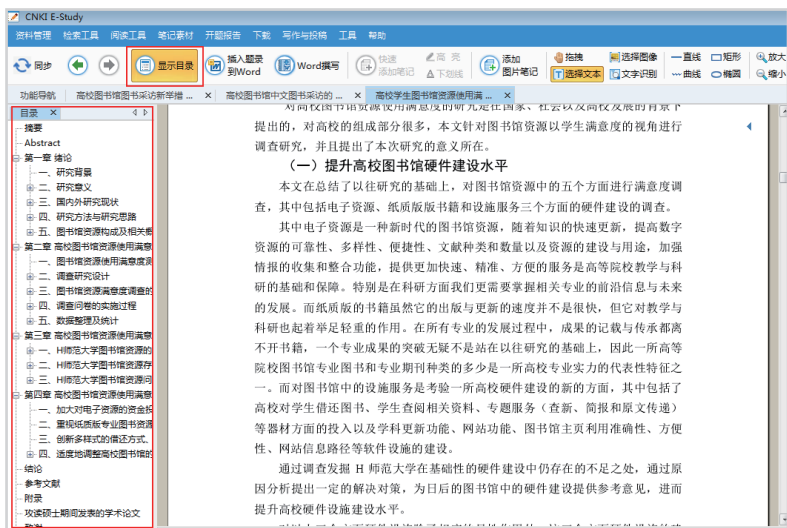 CNKI E-Study
资料管理 检索工具 阅读工具 笔记素材 开题报告 下载 写作与投稿 工具 帮助
同步 显示目录 插入题录到Word Word撰写 快速添加笔记 高亮 下划线 添加图片笔记 指拽 选择文本 选择图像 文字识别 直线 曲线 矩形 椭圆 放大 缩小
功能导航 高校图书馆图书采访新举措 ... × 高校图书馆中文图书采访的 ... × 高校学生图书馆资源使用满 ... ×
目录 ×
摘要
Abstract
第一章 绪论
一、研究背景
二、研究意义
三、国内外研究现状
四、研究方法与研究思路
五、图书馆资源构成及相关概
第二章 高校图书馆资源使用满意
一、图书馆资源使用满意度测
二、调查研究设计
三、图书馆资源满意度调查的
四、调查问卷的实施过程
五、数据整理及统计
第三章 高校图书馆资源使用满意
一、H师范大学图书馆资源的
二、H师范大学图书馆资源存
三、H师范大学图书馆资源问
第四章 高校图书馆资源使用满意
一、加大对电子资源的资金投
二、重视纸质版专业图书资源
三、创新多样式的借还方式、
四、适度地调整高校图书馆的
结论
参考文献
附录
攻读硕士期间发表的学术论文
对高校图书馆资源使用满意度的研究是在国家、社会以及高校发展的背景下
提出的，对高校的组成部分很多，本文针对图书馆资源以学生满意度的视角进行
调查研究，并且提出了本次研究的意义所在。
（一）提升高校图书馆硬件建设水平
本文在总结了以往研究的基础上，对图书馆资源中的五个方面进行满意度调
查，其中包括电子资源、纸质版版书籍和设施服务三个方面的硬件建设的调查。
其中电子资源是一种新时代的图书馆资源，随着知识的快速更新，提高数字
资源的可靠性、多样性、便捷性、文献种类和数量以及资源的建设与用途，加强
情报的收集和整合功能，提供更加快速、精准、方便的服务是高等院校教学与科
研的基础和保障。特别是在科研方面我们更需要掌握相关专业的前沿信息与未来
的发展。而纸质版的书籍虽然它的出版与更新的速度并不是很快，但它对教学与
科研也起着举足轻重的作用。在所有专业的发展过程中，成果的记载与传承都离
不开书籍，一个专业成果的突破无疑不是站在以往研究的基础上，因此一所高等
院校图书馆专业图书和专业期刊种类的多少是一所高校专业实力的代表性特征之
一。而对图书馆中的设施服务是考验一所高校硬件建设的新的方面，其中包括了
高校对学生借还图书、学生查阅相关资料、专题服务（查新、简报和原文传递）
等器材方面的投入以及学科更新功能、网站功能、图书馆主页利用准确性、方便
性、网站信息路径等软件设施的建设。
通过调查发掘 H 师范大学在基础性的硬件建设中仍存在的不足之处，通过原
因分析提出一定的解决对策，为日后的图书馆中的硬件建设提供参考意见，进而
提升高校硬件设施建设水平。